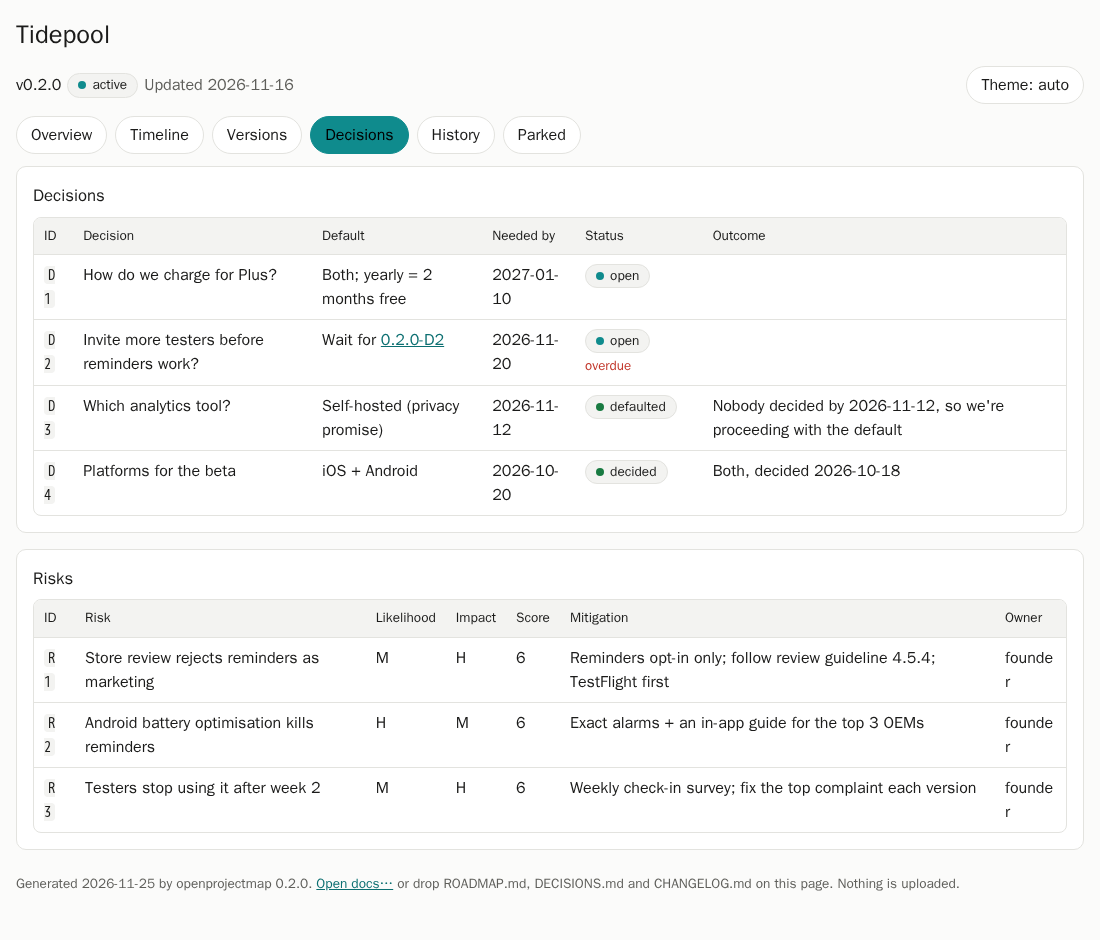 Tidepool
v0.2.0 active Updated 2026-11-16 Theme: auto
Overview Timeline Versions Decisions History Parked
Decisions
ID Decision Default Needed by Status Outcome
D How do we charge for Plus? Both; yearly = 2 2027-01- open
1 months free 10
D Invite more testers before Wait for 0.2.0-D2 2026-11- open
2 reminders work? 20 overdue
D Which analytics tool? Self-hosted (privacy 2026-11- defaulted Nobody decided by 2026-11-12, so we're
3 promise) 12 proceeding with the default
D Platforms for the beta iOS + Android 2026-10- decided Both, decided 2026-10-18
4 20
Risks
ID Risk Likelihood Impact Score Mitigation Owner
R Store review rejects reminders as M H 6 Reminders opt-in only; follow review guideline 4.5.4; founde
1 marketing TestFlight first r
R Android battery optimisation kills H M 6 Exact alarms + an in-app guide for the top 3 OEMs founde
2 reminders r
R Testers stop using it after week 2 M H 6 Weekly check-in survey; fix the top complaint each version founde
3 r
Generated 2026-11-25 by openprojectmap 0.2.0. Open docs⋯ or drop ROADMAP.md, DECISIONS.md and CHANGELOG.md on this page. Nothing is uploaded.